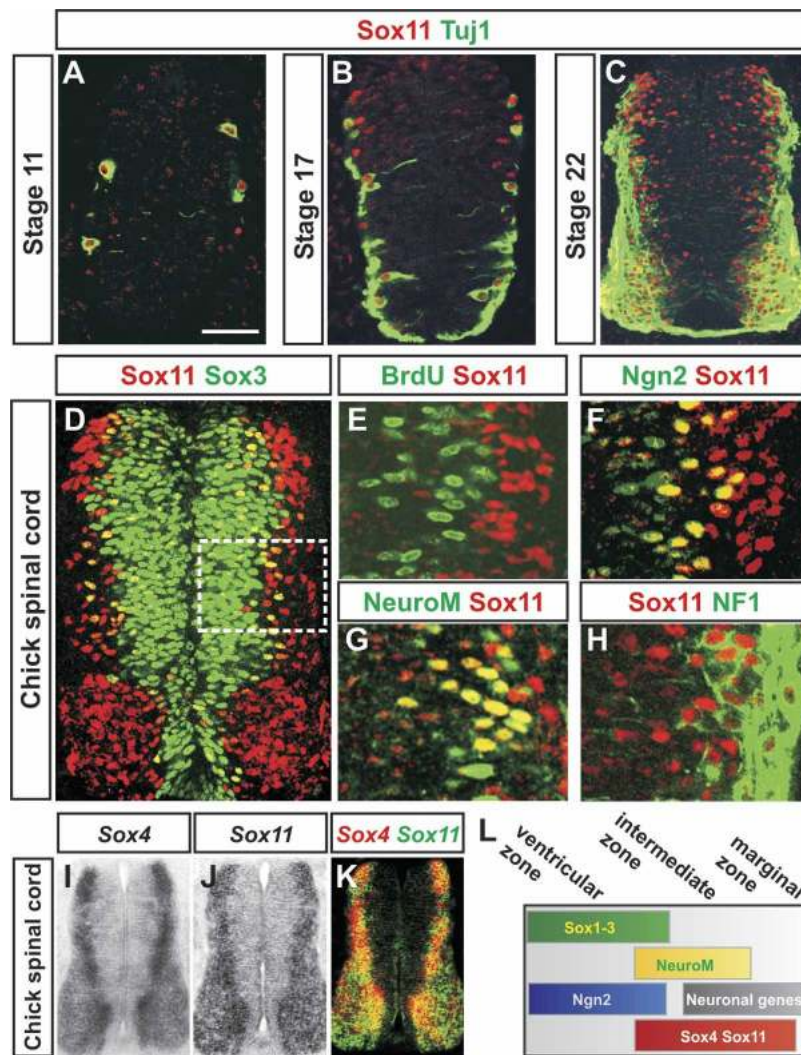 Sox11 Tuj1
A
B
C
Stage 11
Stage 17
Stage 22
Sox11 Sox3
BrdU Sox11
Ngn2 Sox11
D
E
F
NeuroM Sox11
Sox11 NF1
G
H
Chick spinal cord
Sox4
Sox11
Sox4 Sox11
I
J
K
Chick spinal cord
L
ventricular zone
intermediate zone
marginal zone
Sox1-3
NeuroM
Ngn2
Neuronal genes
Sox4 Sox11